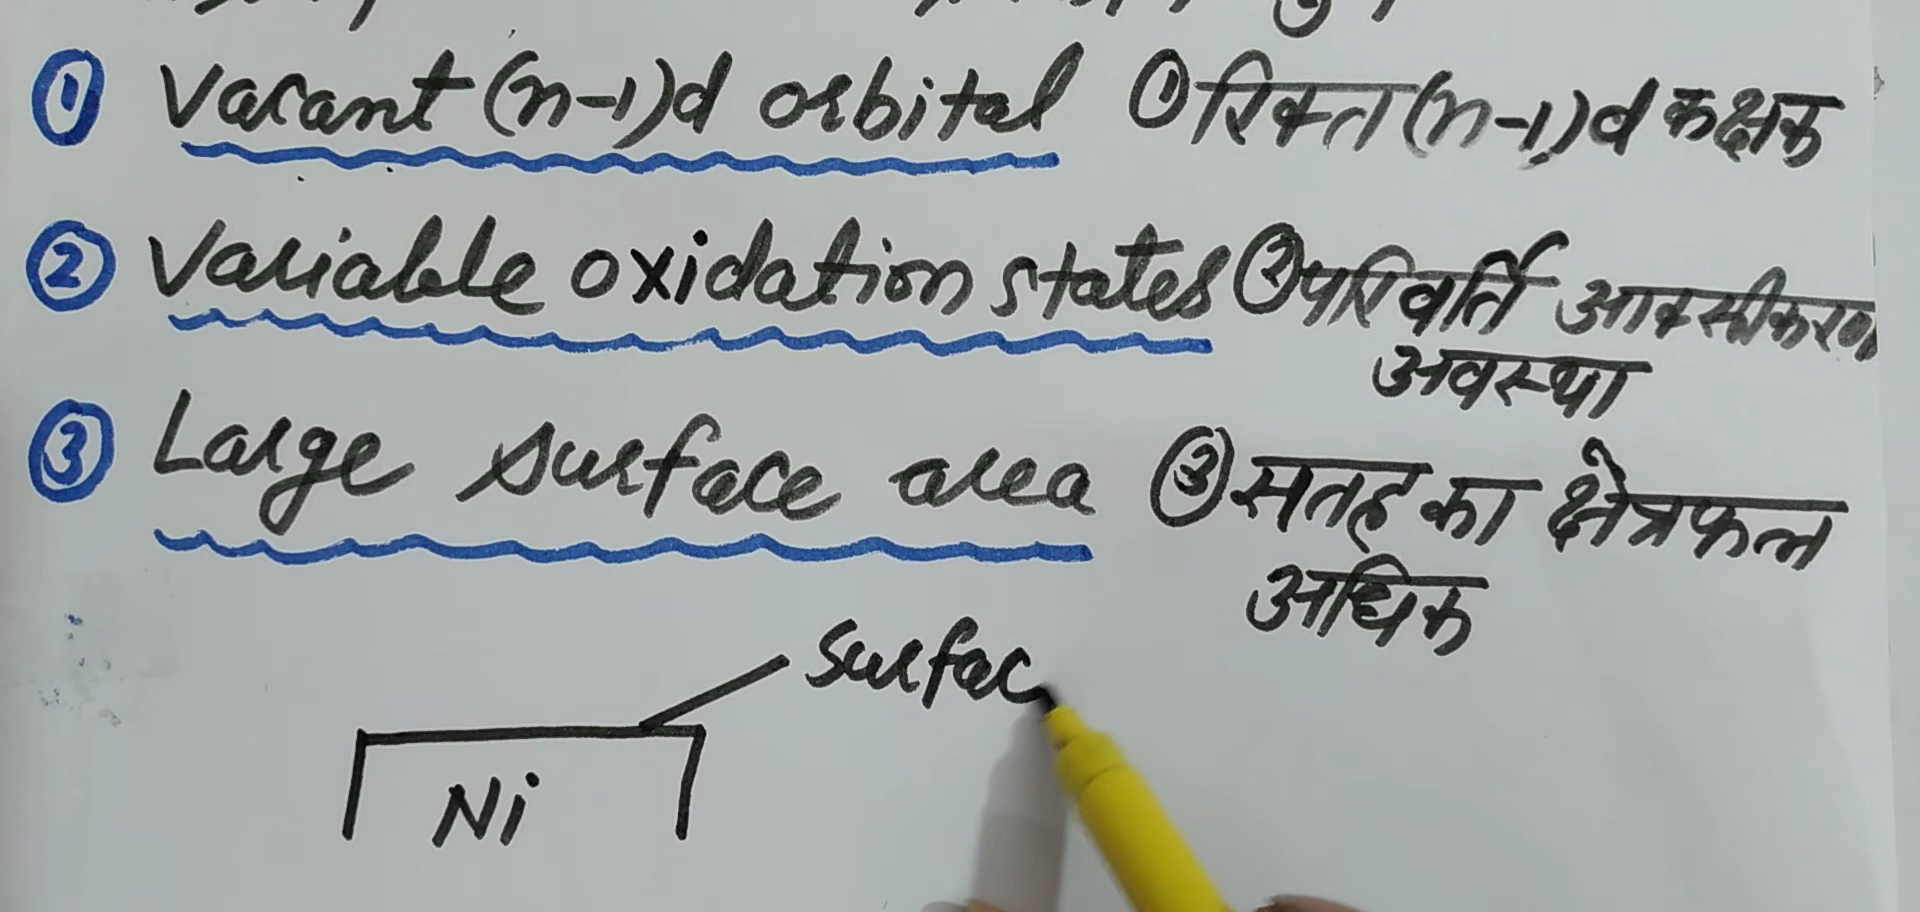 ① Vacant (n-1)d orbital ① रिक्त (n-1)d कक्षक
② Variable oxidation states ② परिवर्ति आक्सीकरण
अवस्था
③ Large surface area ③ सतह का क्षेत्रफल
अधिक
Surfac
Ni